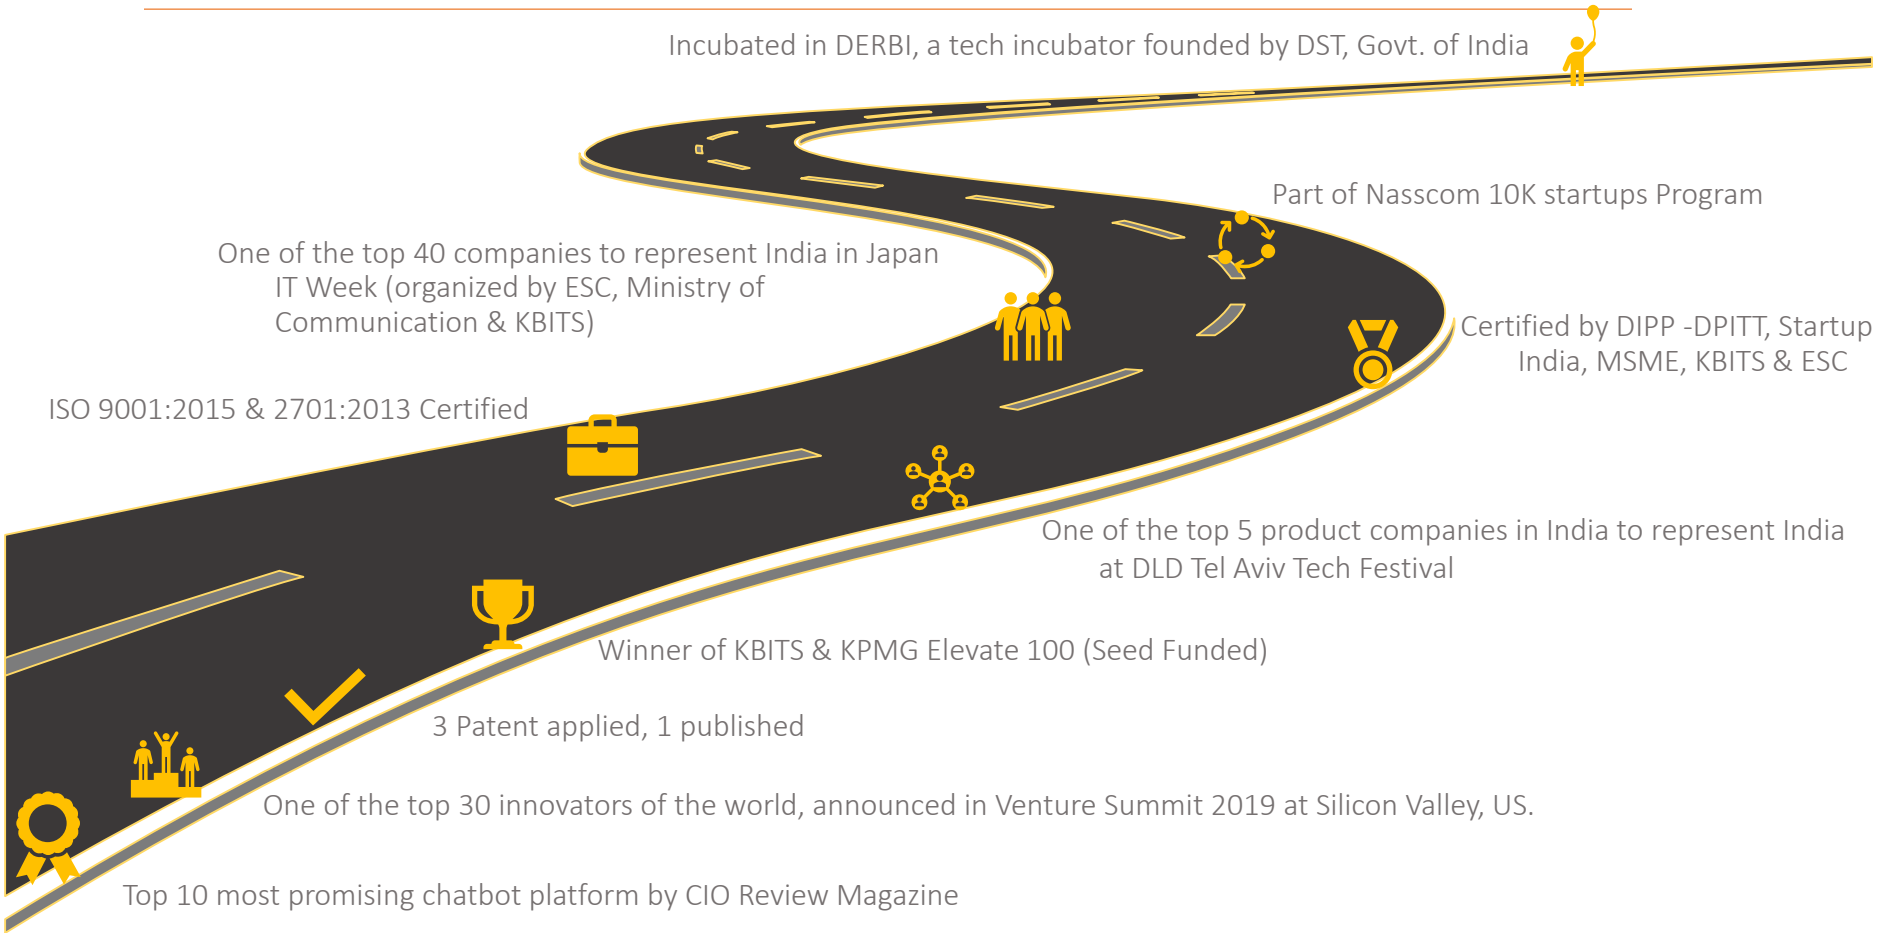 Incubated in DERBI, a tech incubator founded by DST, Govt. of India
Part of Nasscom 10K startups Program
One of the top 40 companies to represent India in Japan
IT Week (organized by ESC, Ministry of
Communication & KBITS)
Certified by DIPP -DPITT, Startup
India, MSME, KBITS & ESC
ISO 9001:2015 & 2701:2013 Certified
One of the top 5 product companies in India to represent India
at DLD Tel Aviv Tech Festival
Winner of KBITS & KPMG Elevate 100 (Seed Funded)
3 Patent applied, 1 published
One of the top 30 innovators of the world, announced in Venture Summit 2019 at Silicon Valley, US.
Top 10 most promising chatbot platform by CIO Review Magazine